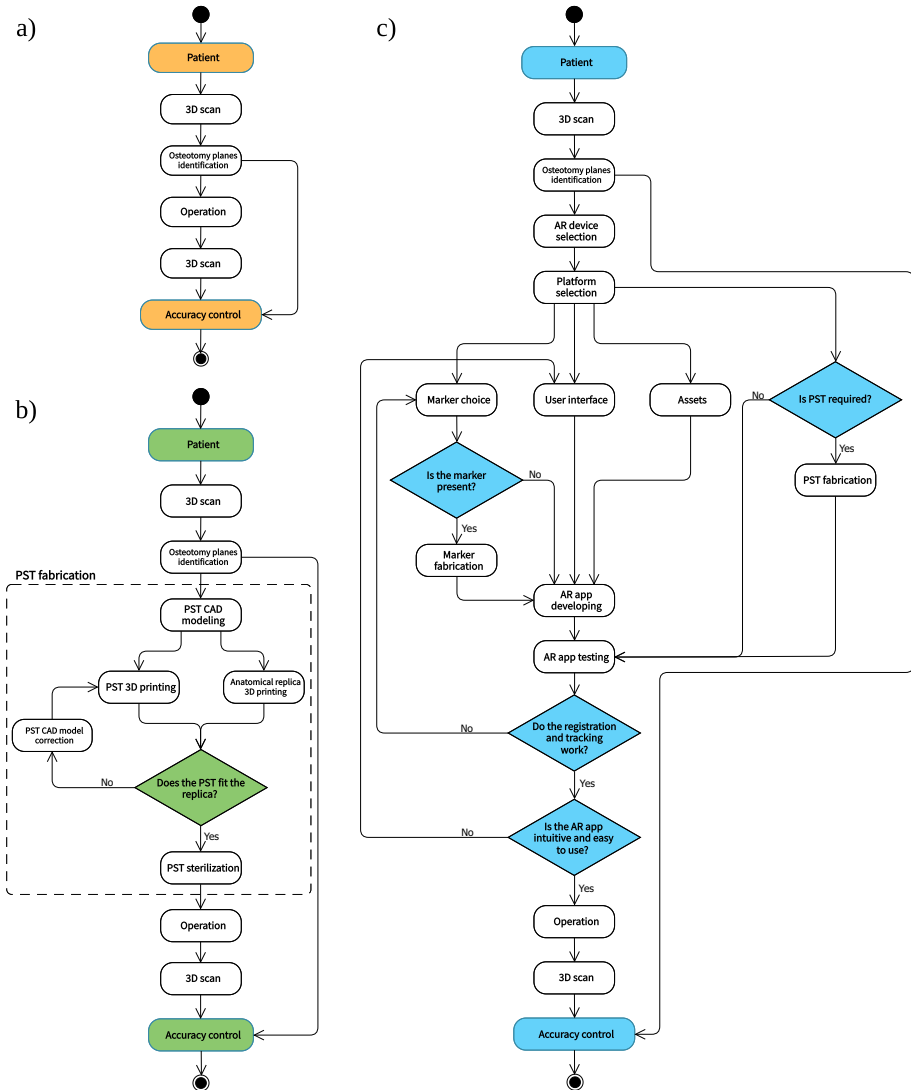 a)
Patient
3D scan
Osteotomy planes
identification
Operation
3D scan
Accuracy control
b)
Patient
3D scan
Osteotomy planes
identification
PST fabrication
PST CAD
modeling
PST 3D printing
Anatomical replica
3D printing
PST CAD model
correction
Does the PST fit the
replica?
No
Yes
PST sterilization
Operation
3D scan
Accuracy control
c)
Patient
3D scan
Osteotomy planes
identification
AR device
selection
Platform
selection
Marker choice
User interface
Assets
Is PST required?
No
Yes
PST fabrication
Is the marker
present?
No
Yes
Marker
fabrication
AR app
developing
AR app testing
Do the registration
and tracking
work?
No
Yes
Is the AR app
intuitive and easy
to use?
No
Yes
Operation
3D scan
Accuracy control